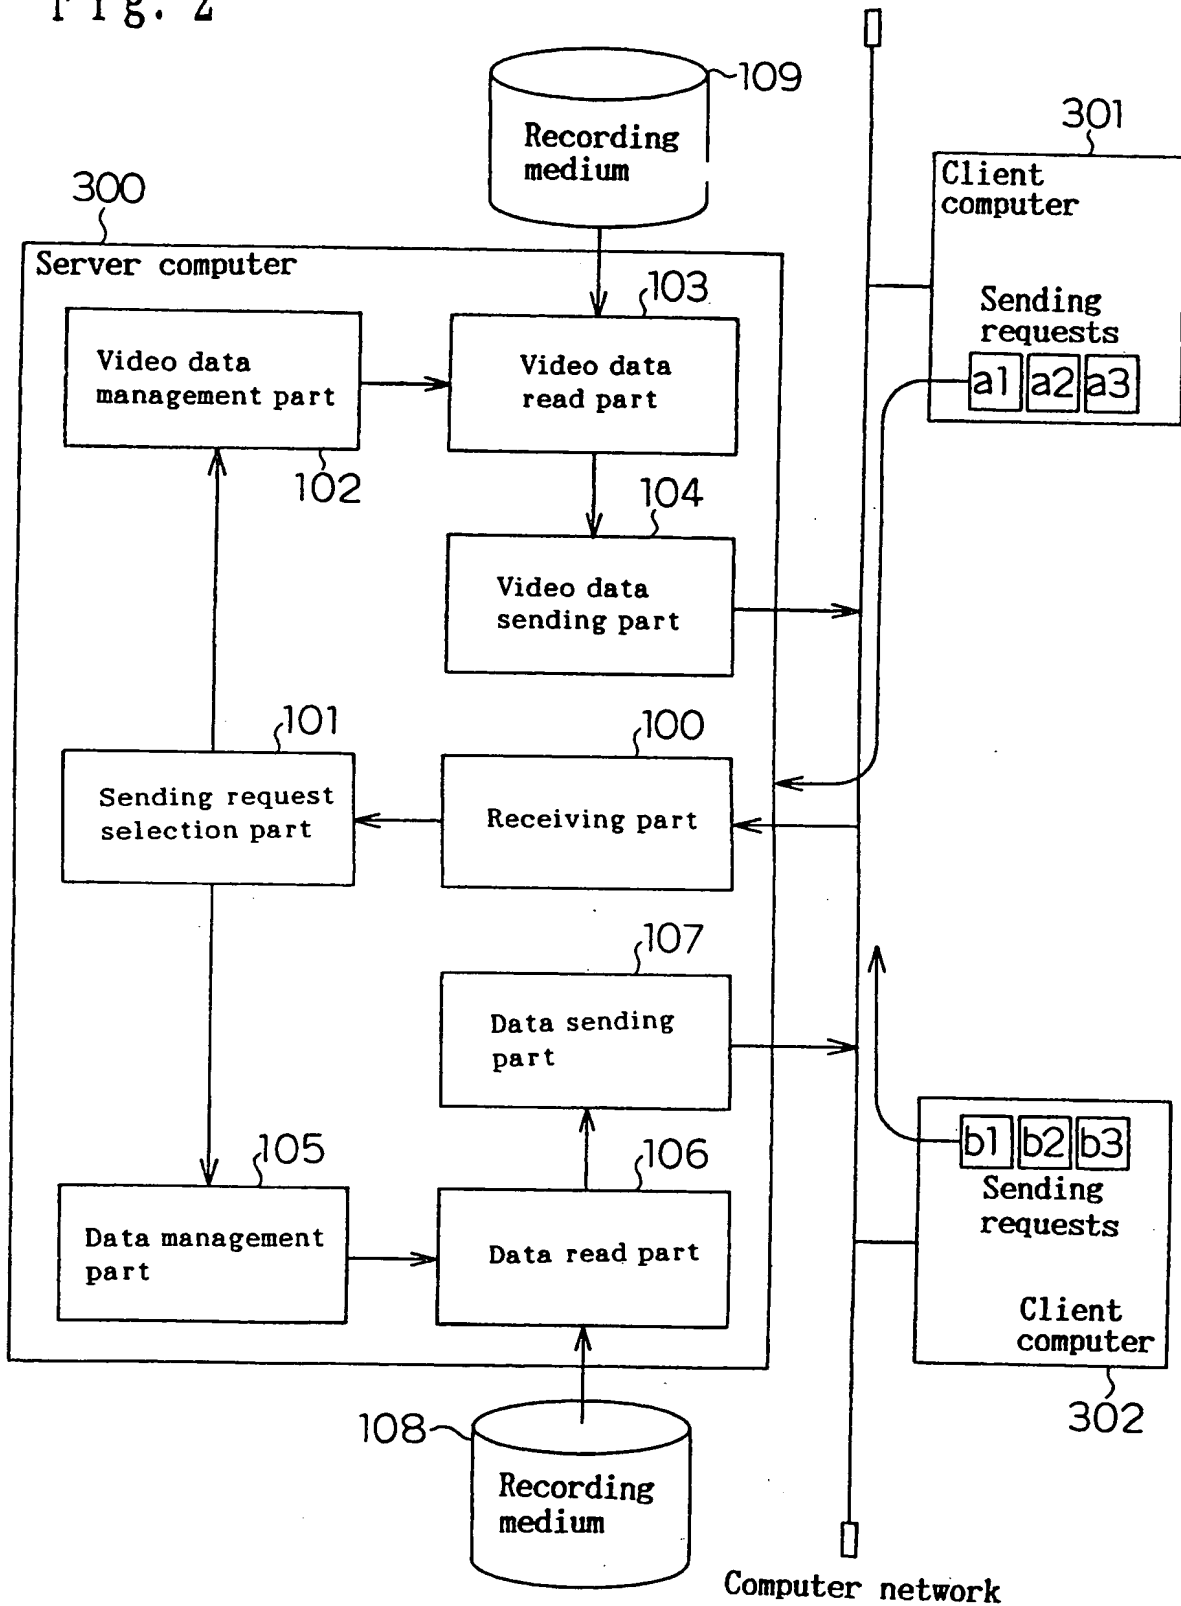 Fig. 2
109
Recording
medium
301
Client
computer
Sending
requests
a1 a2 a3
300
Server computer
103
Video data
management part
102
Video data
read part
104
Video data
sending part
101
Sending request
selection part
100
Receiving part
107
Data sending
part
105
Data management
part
106
Data read part
b1 b2 b3
Sending
requests
Client
computer
302
108
Recording
medium
Computer network